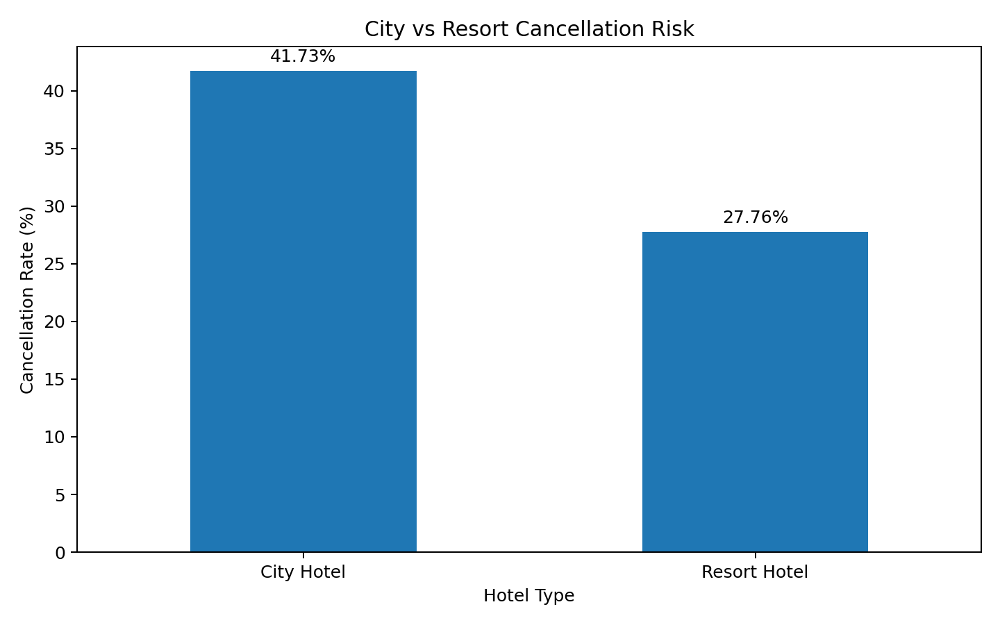 City vs Resort Cancellation Risk
41.73%
27.76%
40
35
30
25
20
15
10
5
0
Cancellation Rate (%)
City Hotel
Resort Hotel
Hotel Type